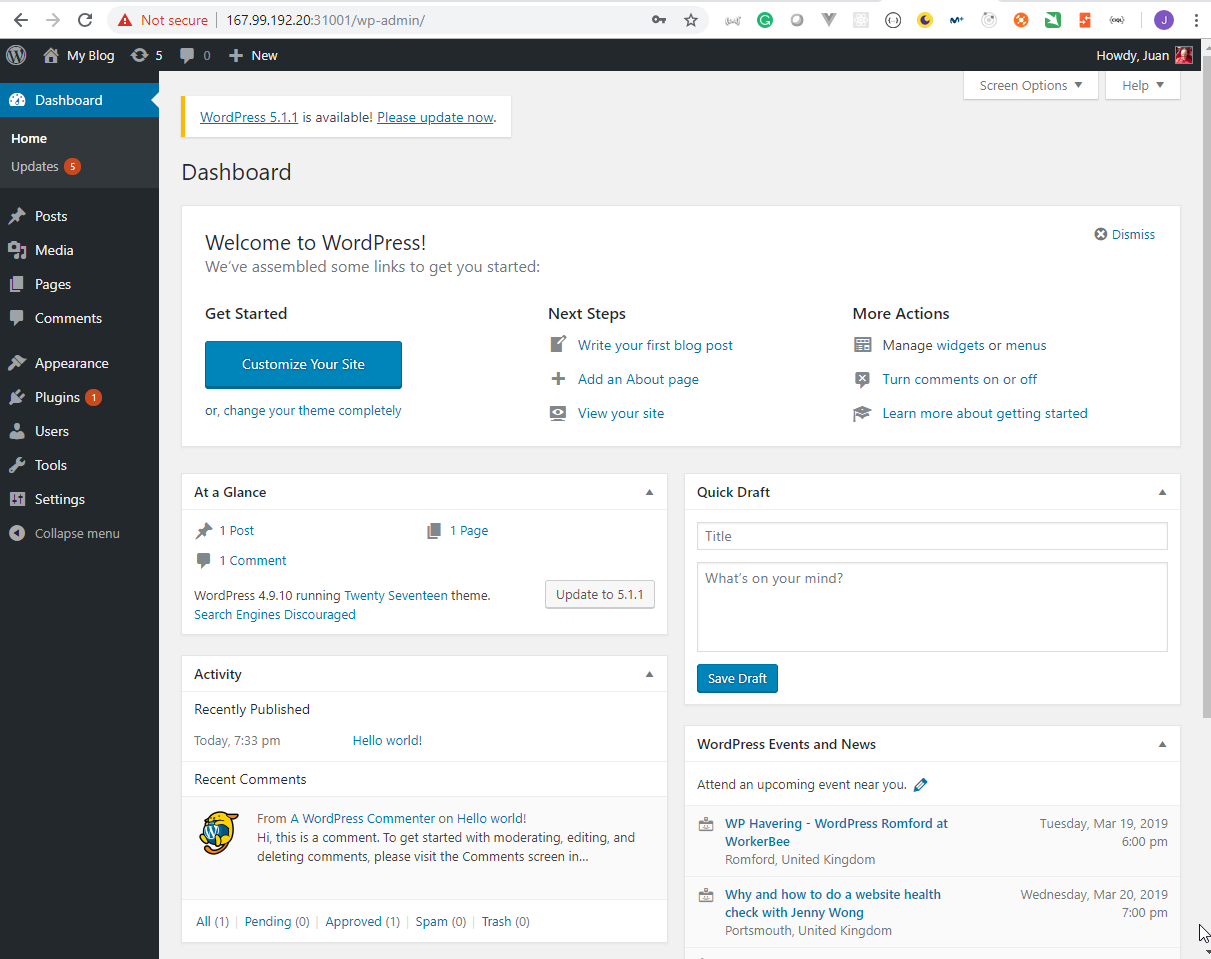 Not secure 167.99.192.20:31001/wp-admin/
J
My Blog 5 0 New Howdy, Juan
Screen Options Help
Dashboard
Home
Updates 5
Posts
Media
Pages
Comments
Appearance
Plugins 1
Users
Tools
Settings
Collapse menu
WordPress 5.1.1 is available! Please update now.
Dashboard
Welcome to WordPress!
Dismiss
We've assembled some links to get you started:
Get Started
Customize Your Site
or, change your theme completely
Next Steps
Write your first blog post
Add an About page
View your site
More Actions
Manage widgets or menus
Turn comments on or off
Learn more about getting started
At a Glance
1 Post 1 Page
1 Comment
WordPress 4.9.10 running Twenty Seventeen theme.
Update to 5.1.1
Search Engines Discouraged
Activity
Recently Published
Today, 7:33 pm Hello world!
Recent Comments
From A WordPress Commenter on Hello world!
Hi, this is a comment. To get started with moderating, editing, and
deleting comments, please visit the Comments screen in...
All (1) | Pending (0) | Approved (1) | Spam (0) | Trash (0)
Quick Draft
Title
What's on your mind?
Save Draft
WordPress Events and News
Attend an upcoming event near you.
WP Havering - WordPress Romford at
WorkerBee
Romford, United Kingdom
Tuesday, Mar 19, 2019
6:00 pm
Why and how to do a website health
check with Jenny Wong
Portsmouth, United Kingdom
Wednesday, Mar 20, 2019
7:00 pm